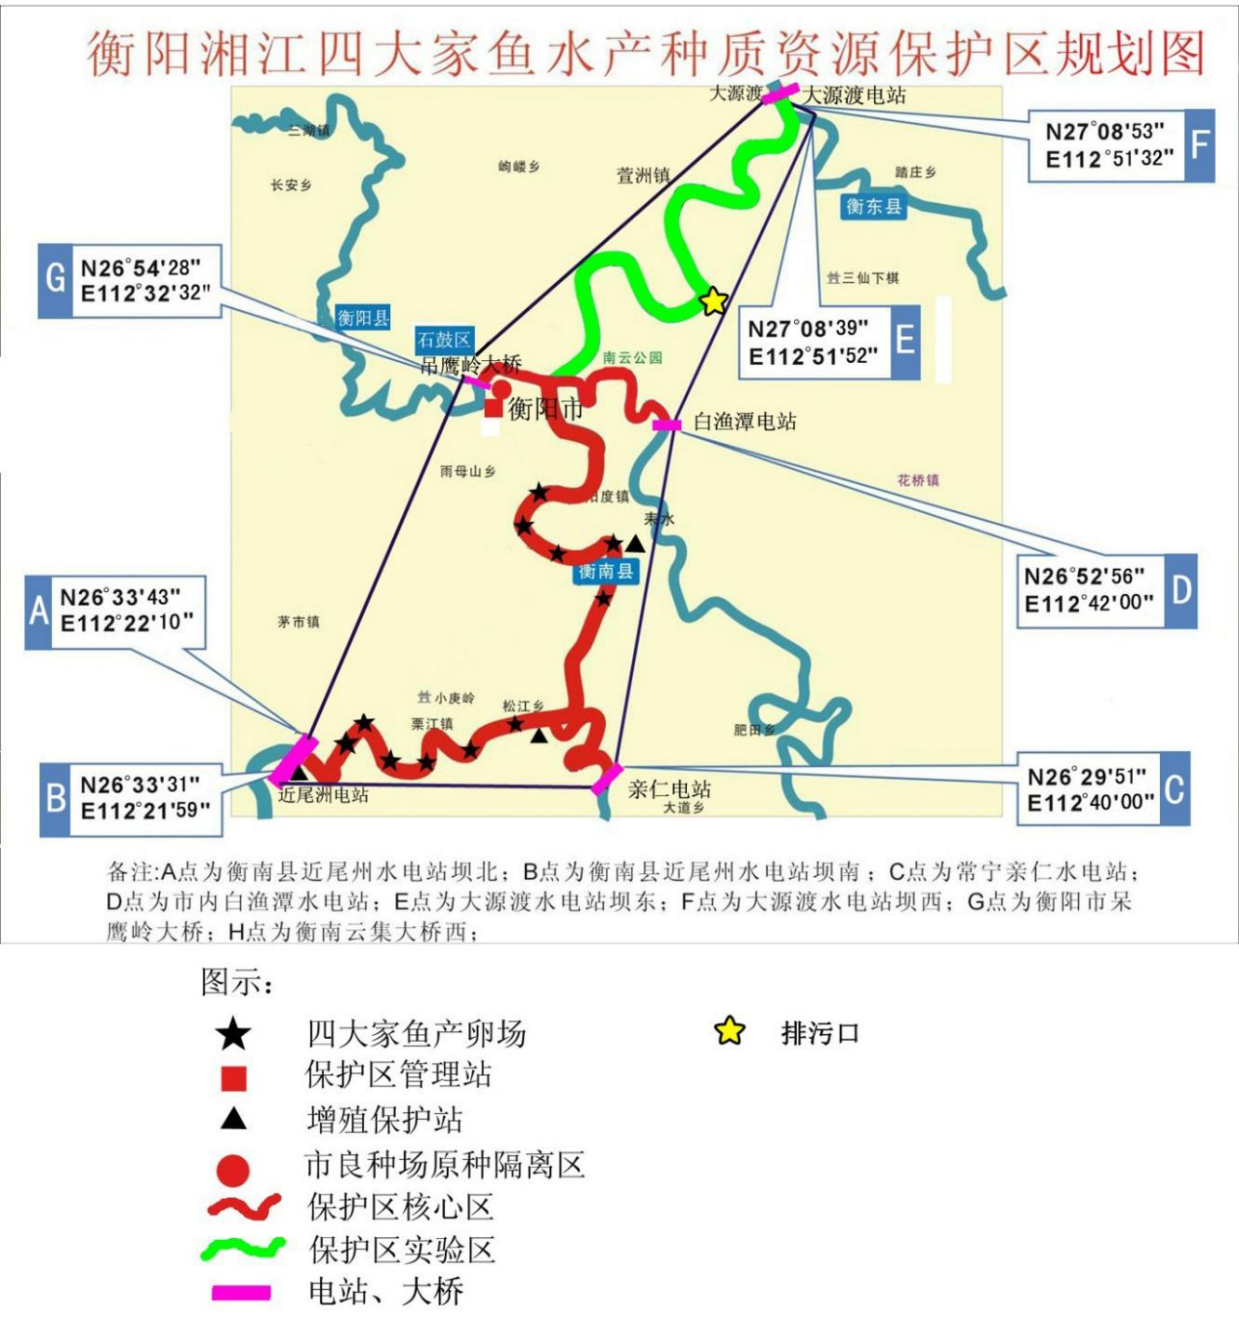 衡阳湘江四大家鱼水产种质资源保护区规划图
大源渡
大源渡电站
N27°08'53"
E112°51'32"
F
三湖镇
长安乡
岣嵝乡
萱洲镇
踏庄乡
衡东县
G
N26°54'28"
E112°32'32"
三仙下棋
衡阳县
石鼓区
N27°08'39"
E112°51'52"
E
呆鹰岭大桥
南云公园
衡阳市
白渔潭电站
雨母山乡
花桥镇
阳度镇
耒水
衡南县
N26°52'56"
E112°42'00"
D
A
N26°33'43"
E112°22'10"
茅市镇
小庚岭
松江乡
栗江镇
肥田乡
B
N26°33'31"
E112°21'59"
近尾洲电站
亲仁电站
大道乡
N26°29'51"
E112°40'00"
C
备注:A点为衡南县近尾州水电站坝北；B点为衡南县近尾州水电站坝南；C点为常宁亲仁水电站；
D点为市内白渔潭水电站；E点为大源渡水电站坝东；F点为大源渡水电站坝西；G点为衡阳市呆
鹰岭大桥；H点为衡南云集大桥西；
图示：
四大家鱼产卵场
排污口
保护区管理站
增殖保护站
市良种场原种隔离区
保护区核心区
保护区实验区
电站、大桥